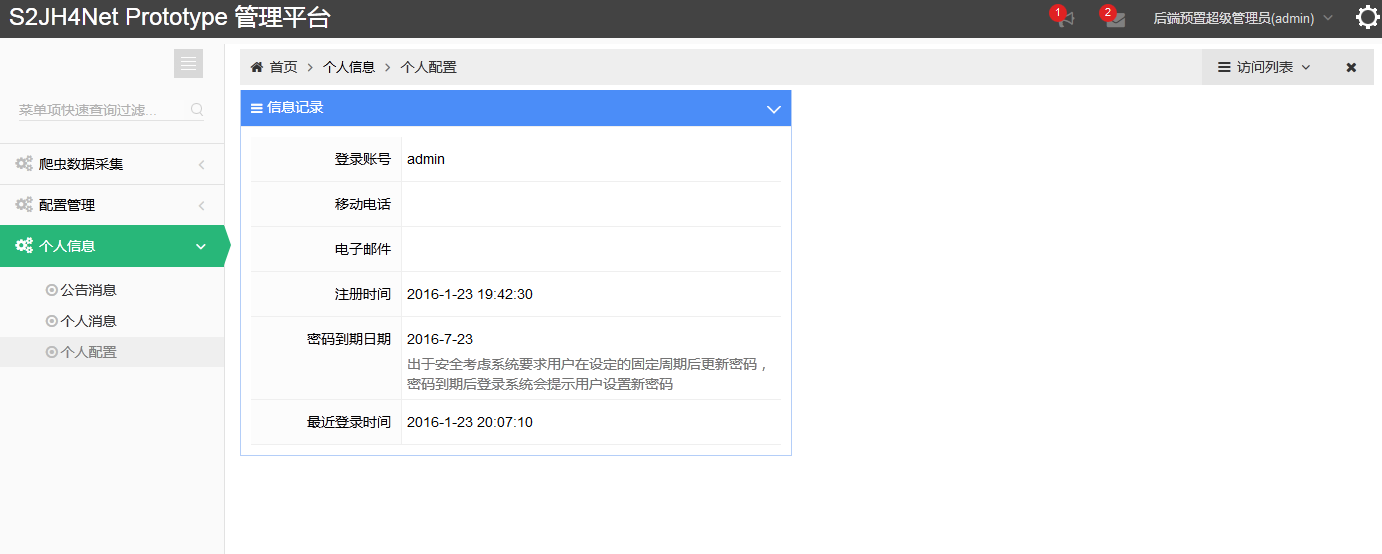 S2JH4Net Prototype 管理平台
1
2
后端预置超级管理员(admin)
菜单项快速查询过滤...
爬虫数据采集
配置管理
个人信息
公告消息
个人消息
个人配置
首页 > 个人信息 > 个人配置
访问列表
信息记录
登录账号 admin
移动电话
电子邮件
注册时间 2016-1-23 19:42:30
密码到期日期 2016-7-23
出于安全考虑系统要求用户在设定的固定周期后更新密码，
密码到期后登录系统会提示用户设置新密码
最近登录时间 2016-1-23 20:07:10